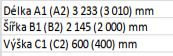 Délka A1 (A2) 3 233 (3 010) mm
Šířka B1 (B2) 2 145 (2 000) mm
Výška C1 (C2) 600 (400) mm